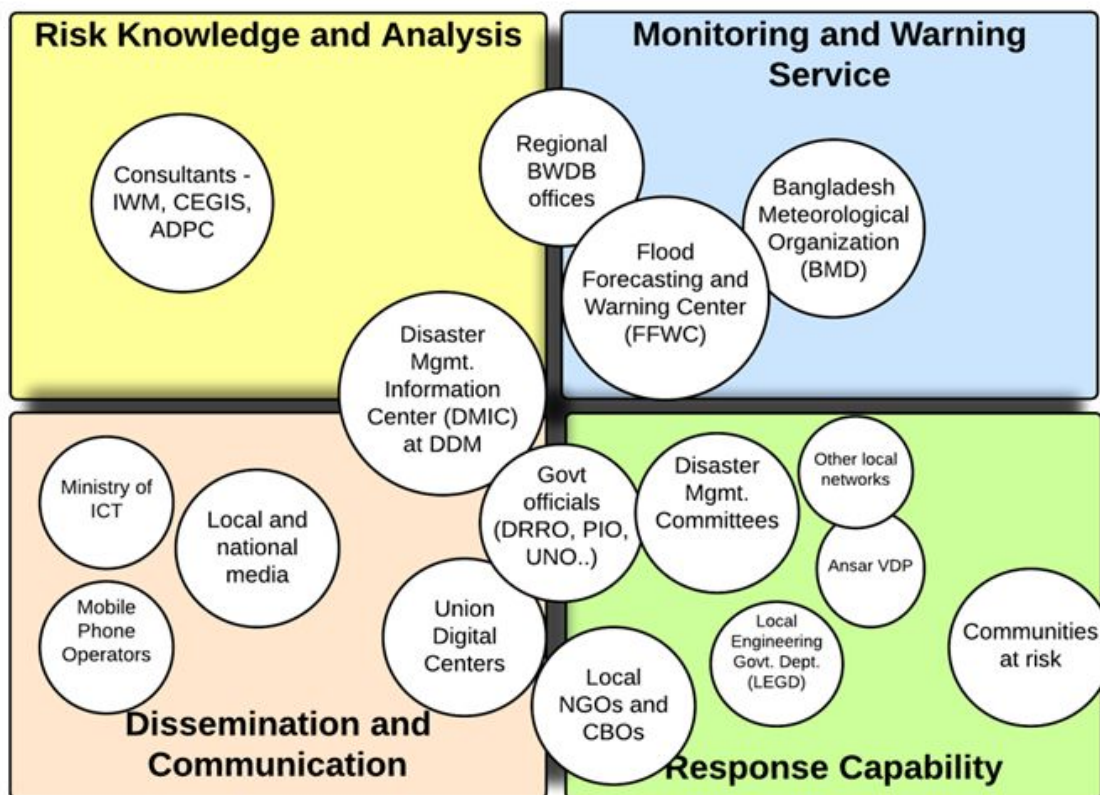 Risk Knowledge and Analysis
Monitoring and Warning
Service
Consultants -
IWM, CEGIS,
ADPC
Regional
BWDB
offices
Bangladesh
Meteorological
Organization
(BMD)
Flood
Forecasting and
Warning Center
(FFWC)
Disaster
Mgmt.
Information
Center (DMIC)
at DDM
Ministry of
ICT
Local and
national
media
Mobile
Phone
Operators
Union
Digital
Centers
Dissemination and
Communication
Govt
officials
(DRRO, PIO,
UNO..)
Disaster
Mgmt.
Committees
Other local
networks
Ansar VDP
Local
Engineering
Govt. Dept.
(LEGD)
Communities
at risk
Local
NGOs and
CBOs
Response Capability